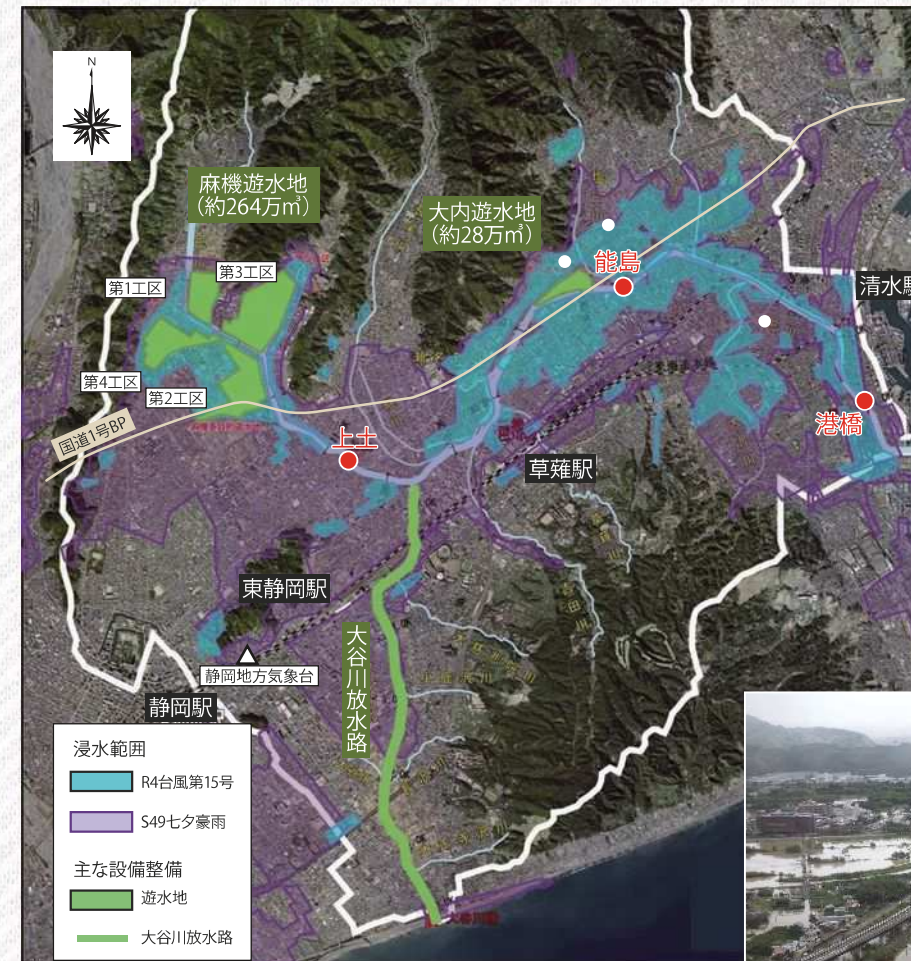 N
麻機遊水地
（約264万㎥）
大内遊水地
（約28万㎥）
能島
第3工区
第1工区
清水駅
第4工区
第2工区
港橋
国道1号BP
上土
草薙駅
東静岡駅
大谷川放水路
静岡地方気象台
静岡駅
浸水範囲
R4台風第15号
S49七夕豪雨
主な設備整備
遊水地
大谷川放水路